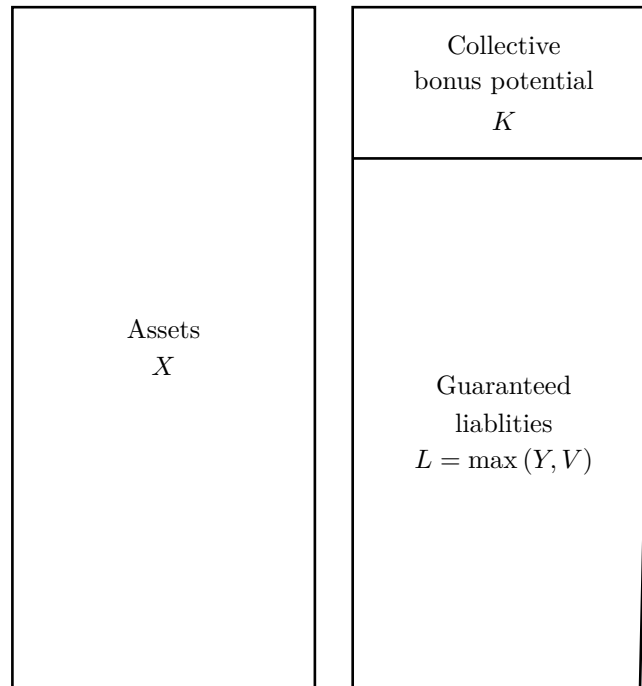 Assets
X
Collective
bonus potential
K
Guaranteed
liablities
L = max (Y, V)